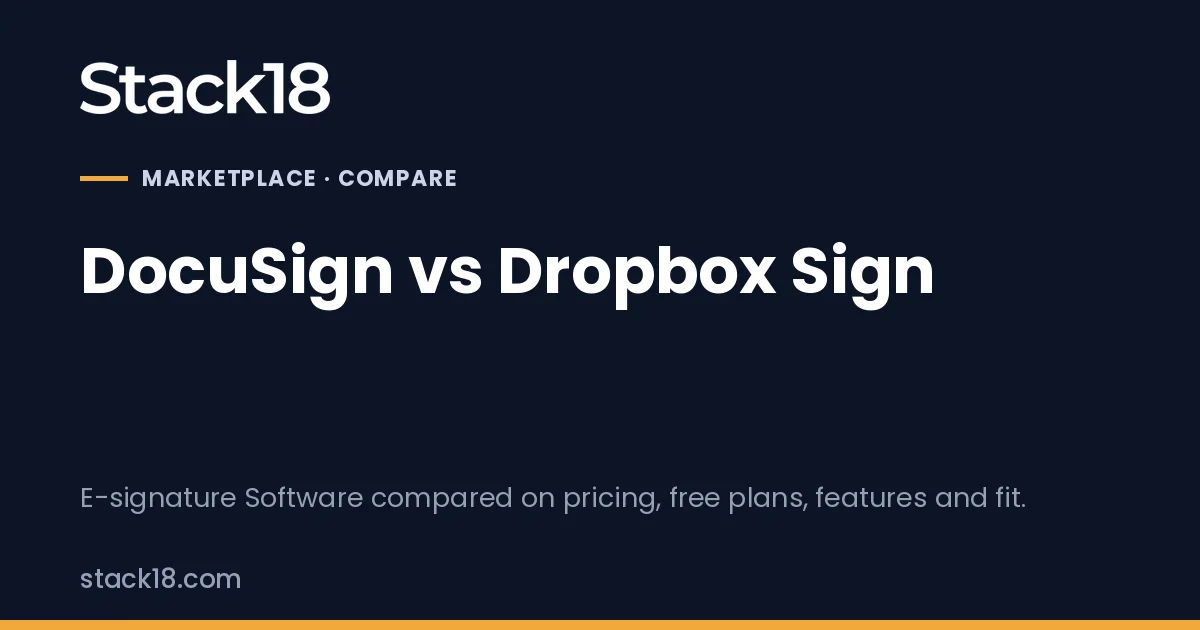 Stack18
MARKETPLACE · COMPARE
DocuSign vs Dropbox Sign
E-signature Software compared on pricing, free plans, features and fit.
stack18.com